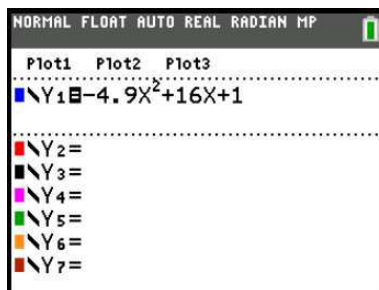 NORMAL FLOAT AUTO REAL RADIAN MP
Plot1 Plot2 Plot3
\Y₁=-4.9X²+16X+1
\Y₂=
\Y₃=
\Y₄=
\Y₅=
\Y₆=
\Y₇=